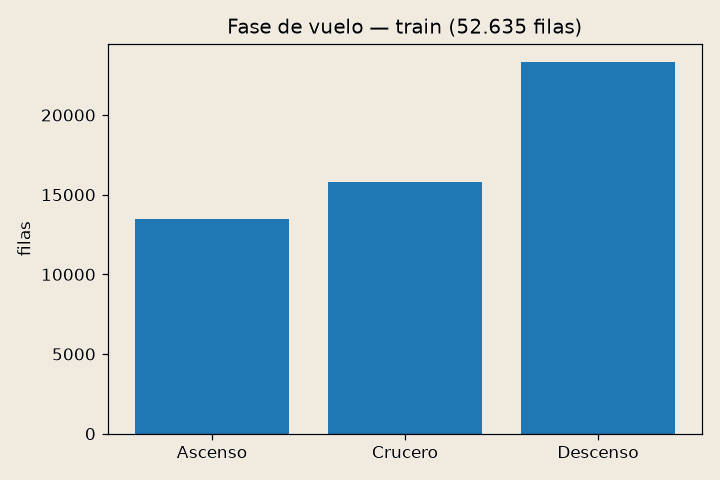 Fase de vuelo — train (52.635 filas)
filas
20000
15000
10000
5000
0
Ascenso
Crucero
Descenso